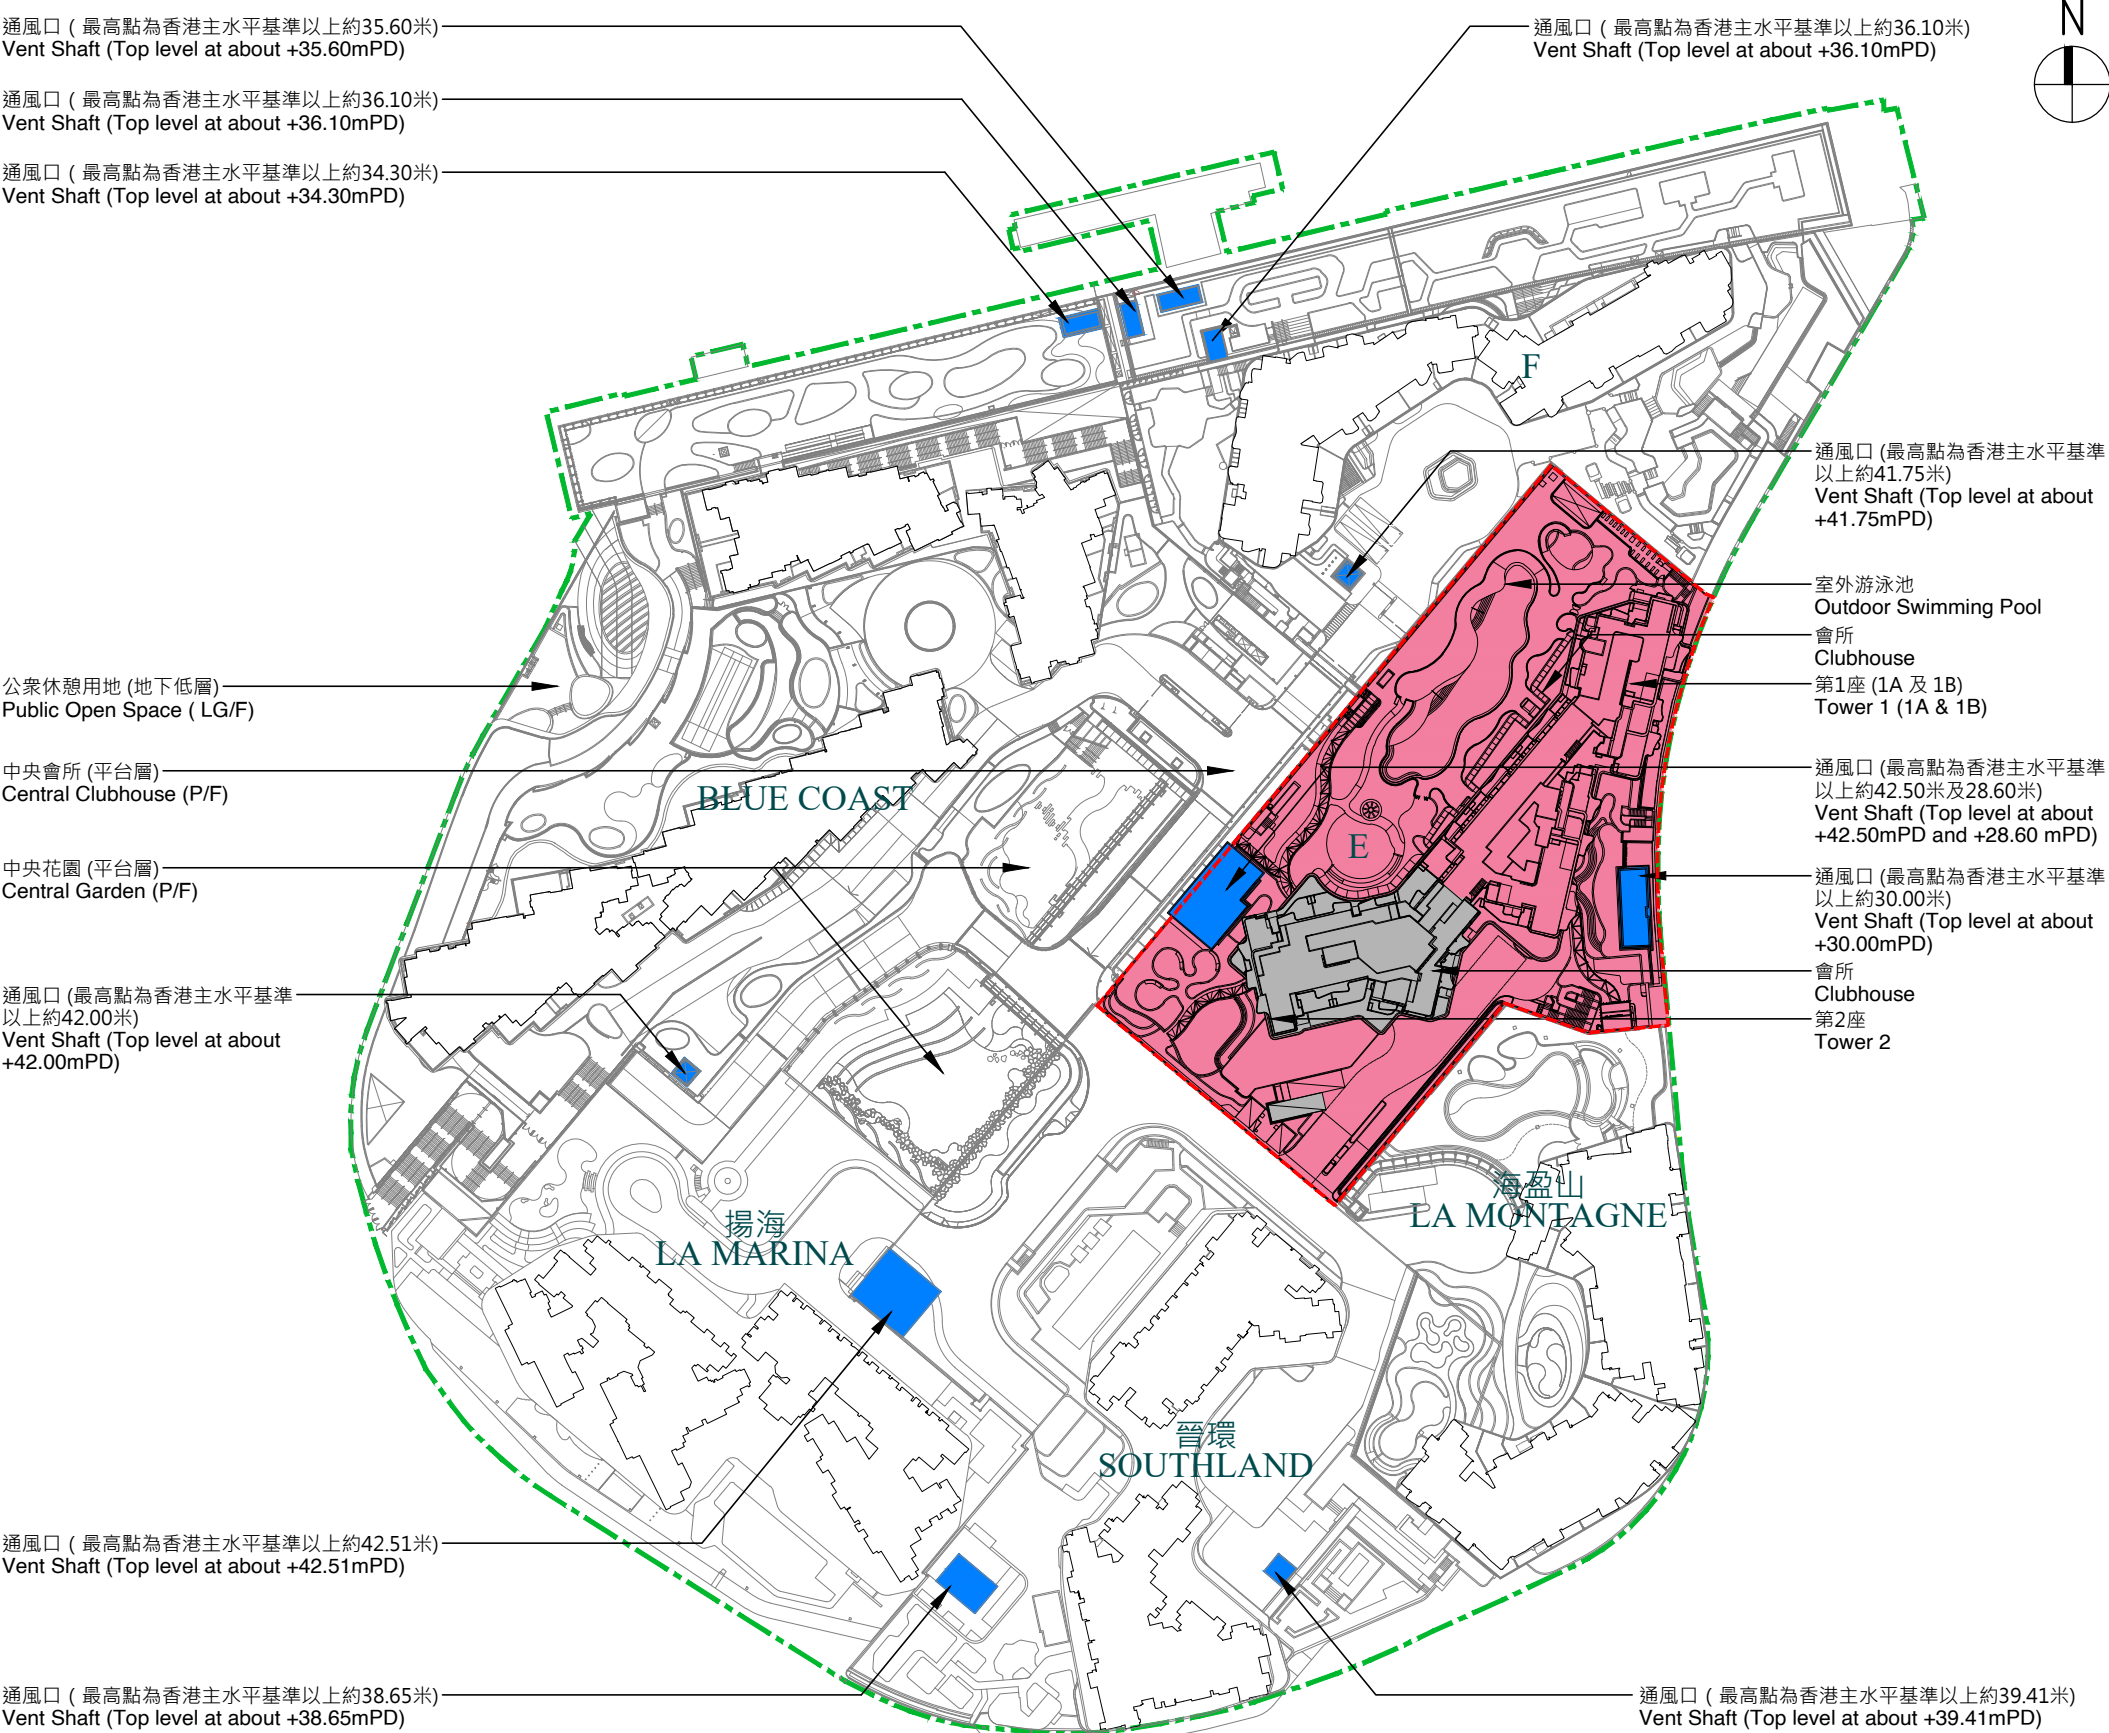 通風口 ( 最高點為香港主水平基準以上約35.60米)
Vent Shaft (Top level at about +35.60mPD)
通風口 ( 最高點為香港主水平基準以上約36.10米)
Vent Shaft (Top level at about +36.10mPD)
通風口 ( 最高點為香港主水平基準以上約34.30米)
Vent Shaft (Top level at about +34.30mPD)
通風口 ( 最高點為香港主水平基準以上約36.10米)
Vent Shaft (Top level at about +36.10mPD)
N
F
通風口 (最高點為香港主水平基準
以上約41.75米)
Vent Shaft (Top level at about
+41.75mPD)
室外游泳池
Outdoor Swimming Pool
會所
Clubhouse
第1座 (1A 及 1B)
Tower 1 (1A & 1B)
通風口 (最高點為香港主水平基準
以上約42.50米及28.60米)
Vent Shaft (Top level at about
+42.50mPD and +28.60 mPD)
通風口 (最高點為香港主水平基準
以上約30.00米)
Vent Shaft (Top level at about
+30.00mPD)
會所
Clubhouse
第2座
Tower 2
公眾休憩用地 (地下低層)
Public Open Space ( LG/F)
中央會所 (平台層)
Central Clubhouse (P/F)
中央花園 (平台層)
Central Garden (P/F)
通風口 (最高點為香港主水平基準
以上約42.00米)
Vent Shaft (Top level at about
+42.00mPD)
BLUE COAST
E
海盈山
LA MONTAGNE
揚海
LA MARINA
晉環
SOUTHLAND
通風口 ( 最高點為香港主水平基準以上約42.51米)
Vent Shaft (Top level at about +42.51mPD)
通風口 ( 最高點為香港主水平基準以上約38.65米)
Vent Shaft (Top level at about +38.65mPD)
通風口 ( 最高點為香港主水平基準以上約39.41米)
Vent Shaft (Top level at about +39.41mPD)